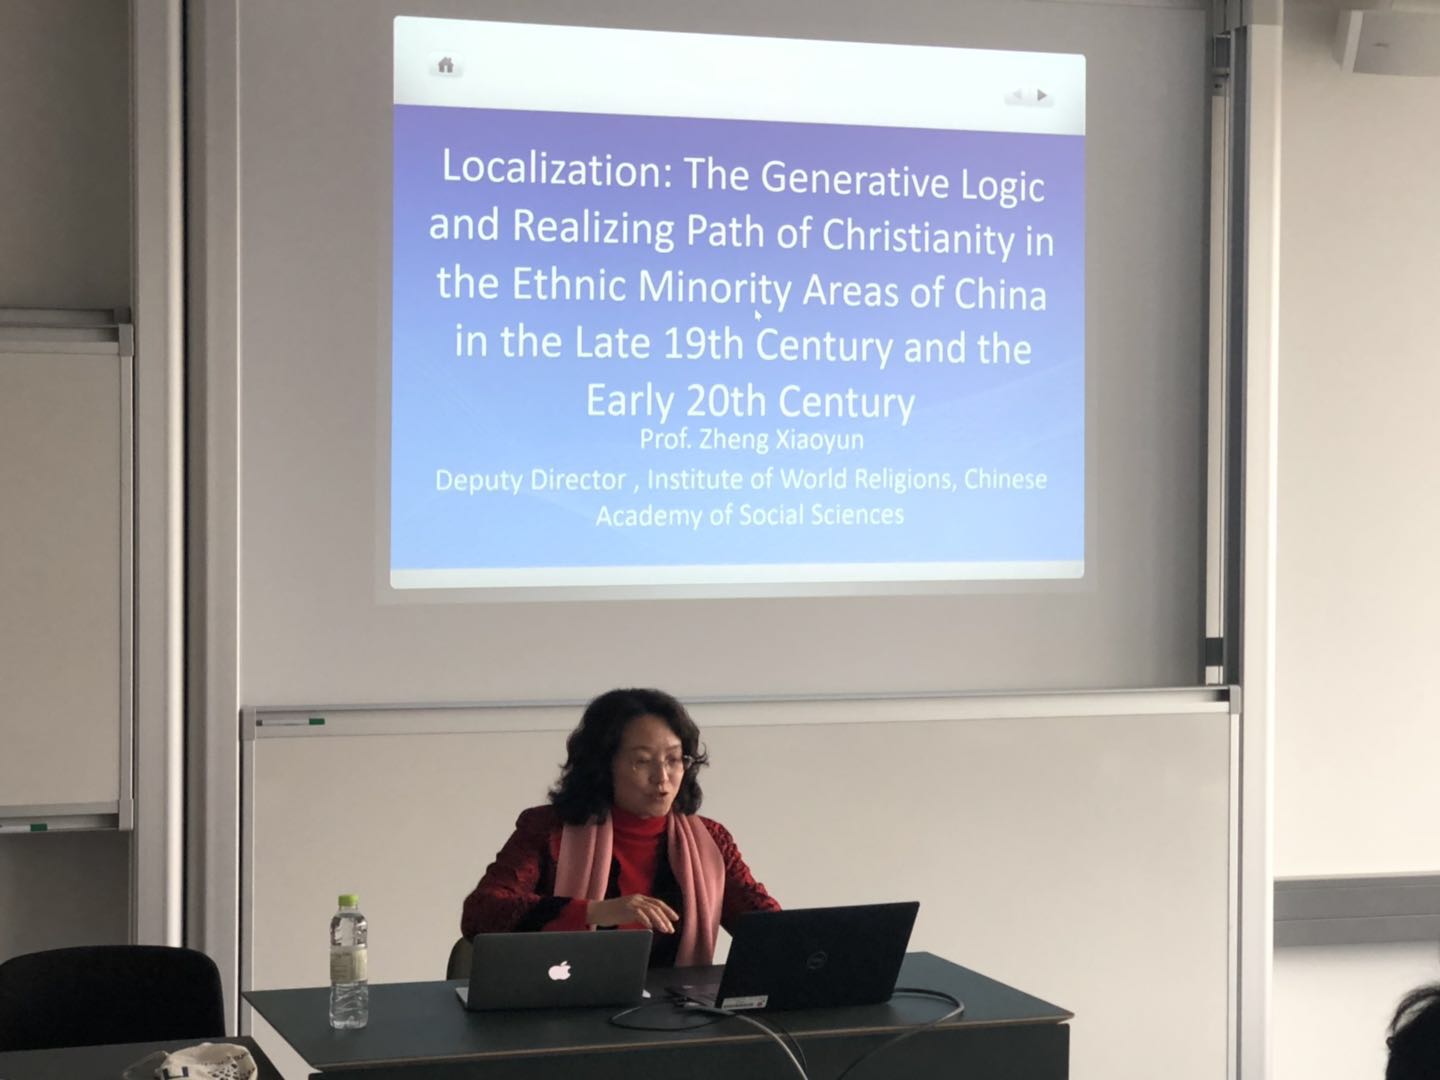 Localization: The Generative Logic
and Realizing Path of Christianity in
the Ethnic Minority Areas of China
in the Late 19th Century and the
Early 20th Century
Prof. Zheng Xiaoyun
Deputy Director , Institute of World Religions, Chinese
Academy of Social Sciences